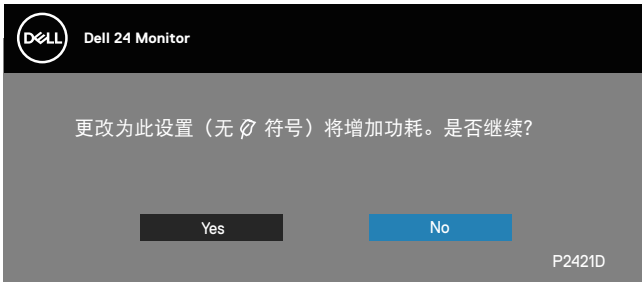 DELL
Dell 24 Monitor
更改为此设置（无 符号）将增加功耗。是否继续?
Yes
No
P2421D